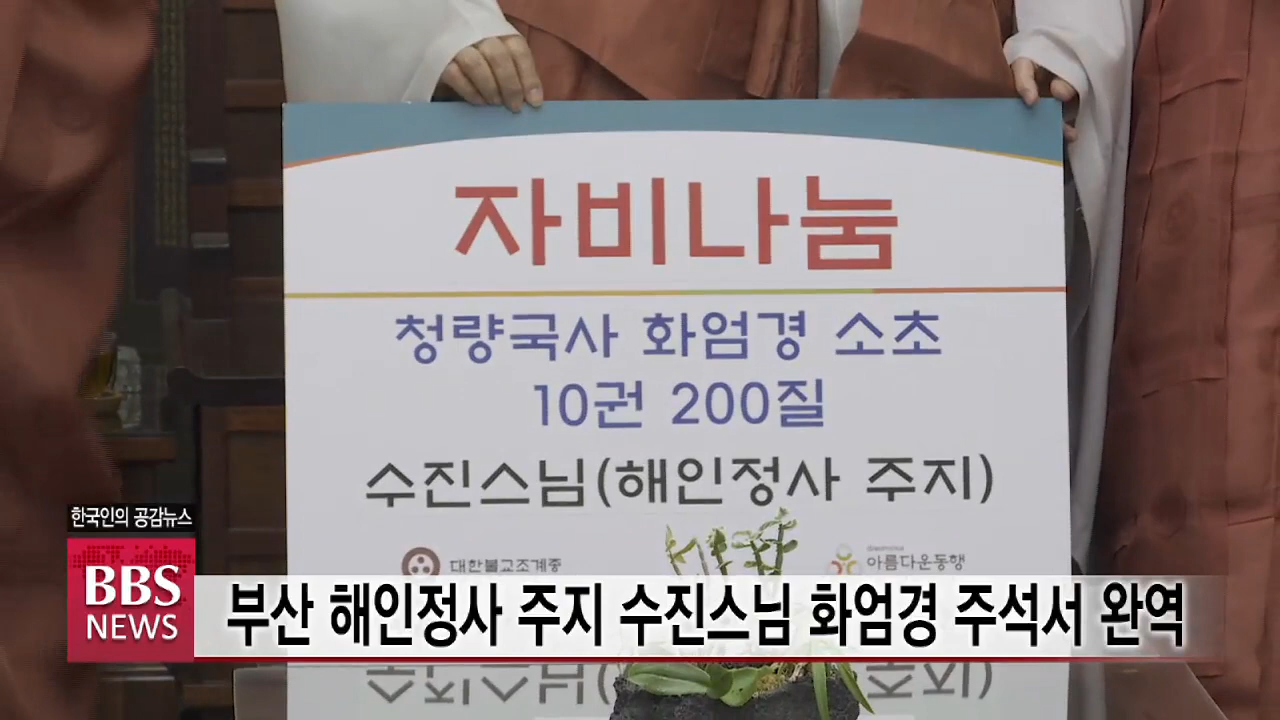 자비나눔
청량국사 화엄경 소초
10권 200질
수진스님(해인정사 주지)
대한불교조계종
아름다운동행
한국인의 공감뉴스
BBS
NEWS
부산 해인정사 주지 수진스님 화엄경 주석서 완역